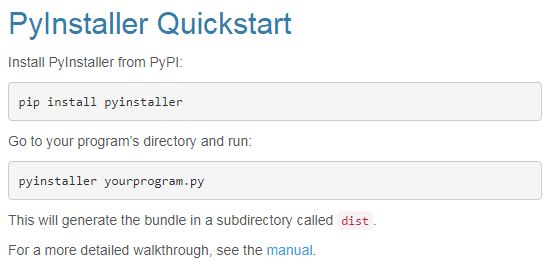 PyInstaller Quickstart
Install PyInstaller from PyPI:
pip install pyinstaller
Go to your program's directory and run:
pyinstaller yourprogram.py
This will generate the bundle in a subdirectory called dist.
For a more detailed walkthrough, see the manual.